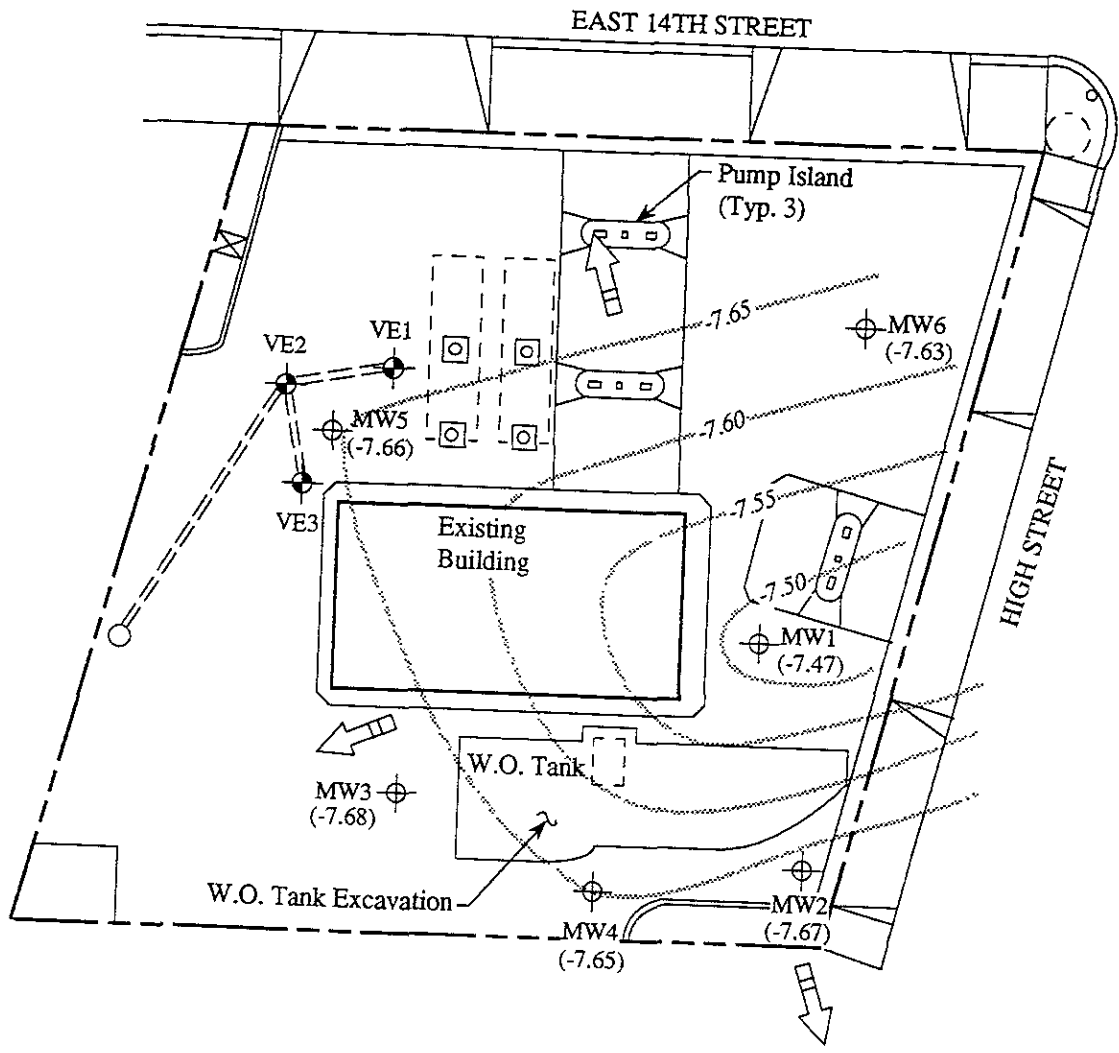 EAST 14TH STREET
Pump Island
(Typ. 3)
-7.65
MW6
(-7.63)
VE2
VE1
MW5
(-7.66)
-7.60
VE3
-7.55
Existing
Building
HIGH STREET
-7.50
MW1
(-7.47)
W.O. Tank
MW3
(-7.68)
W.O. Tank Excavation
MW4
(-7.65)
MW2
(-7.67)